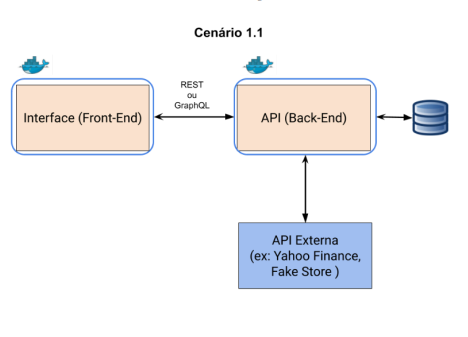 Cenário 1.1
REST
ou
GraphQL
Interface (Front-End)
API (Back-End)
API Externa
(ex: Yahoo Finance,
Fake Store )